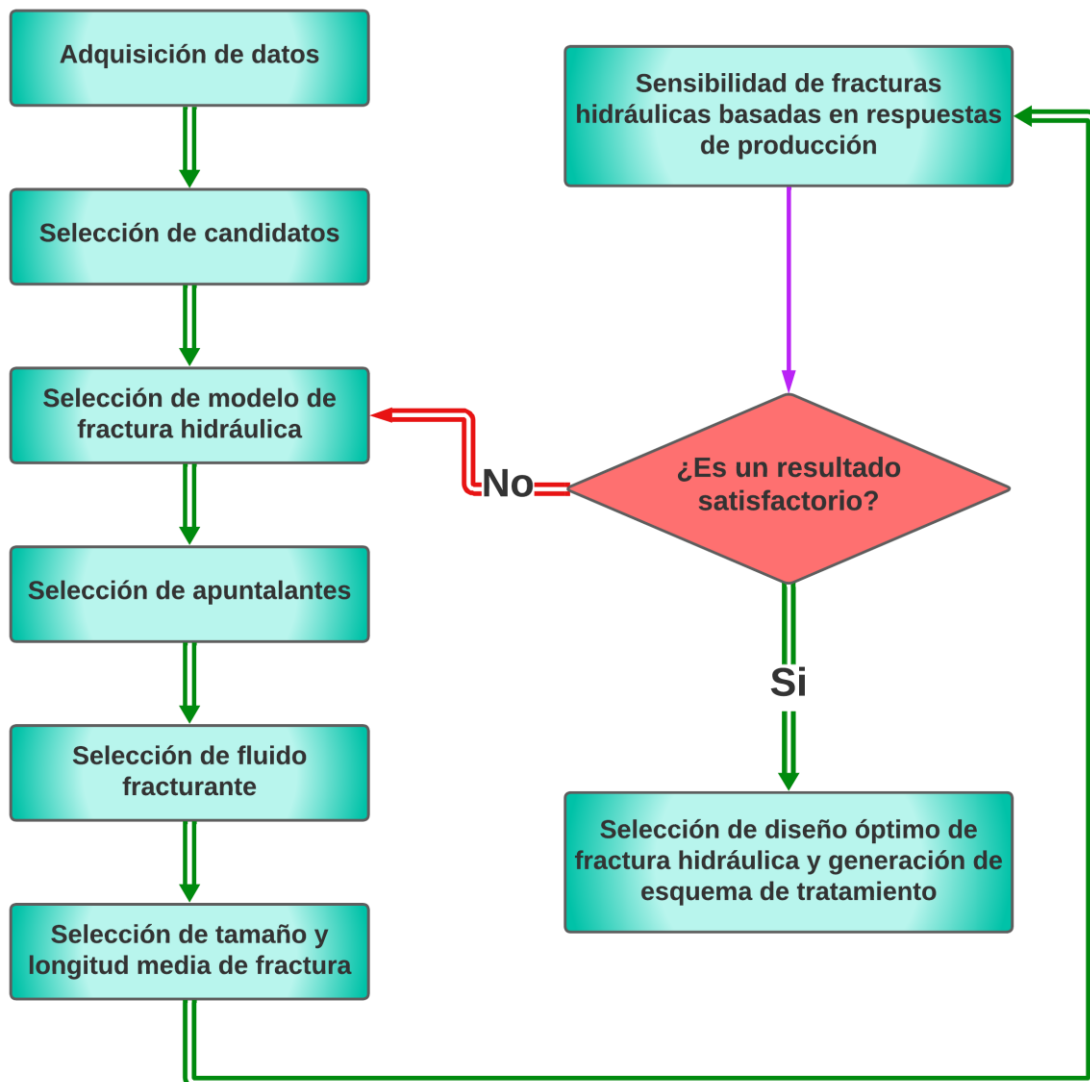 Adquisición de datos
Selección de candidatos
Selección de modelo de
fractura hidráulica
Selección de apuntalantes
Selección de fluido
fracturante
Selección de tamaño y
longitud media de fractura
Sensibilidad de fracturas
hidráulicas basadas en respuestas
de producción
¿Es un resultado
satisfactorio?
No
Si
Selección de diseño óptimo de
fractura hidráulica y generación de
esquema de tratamiento